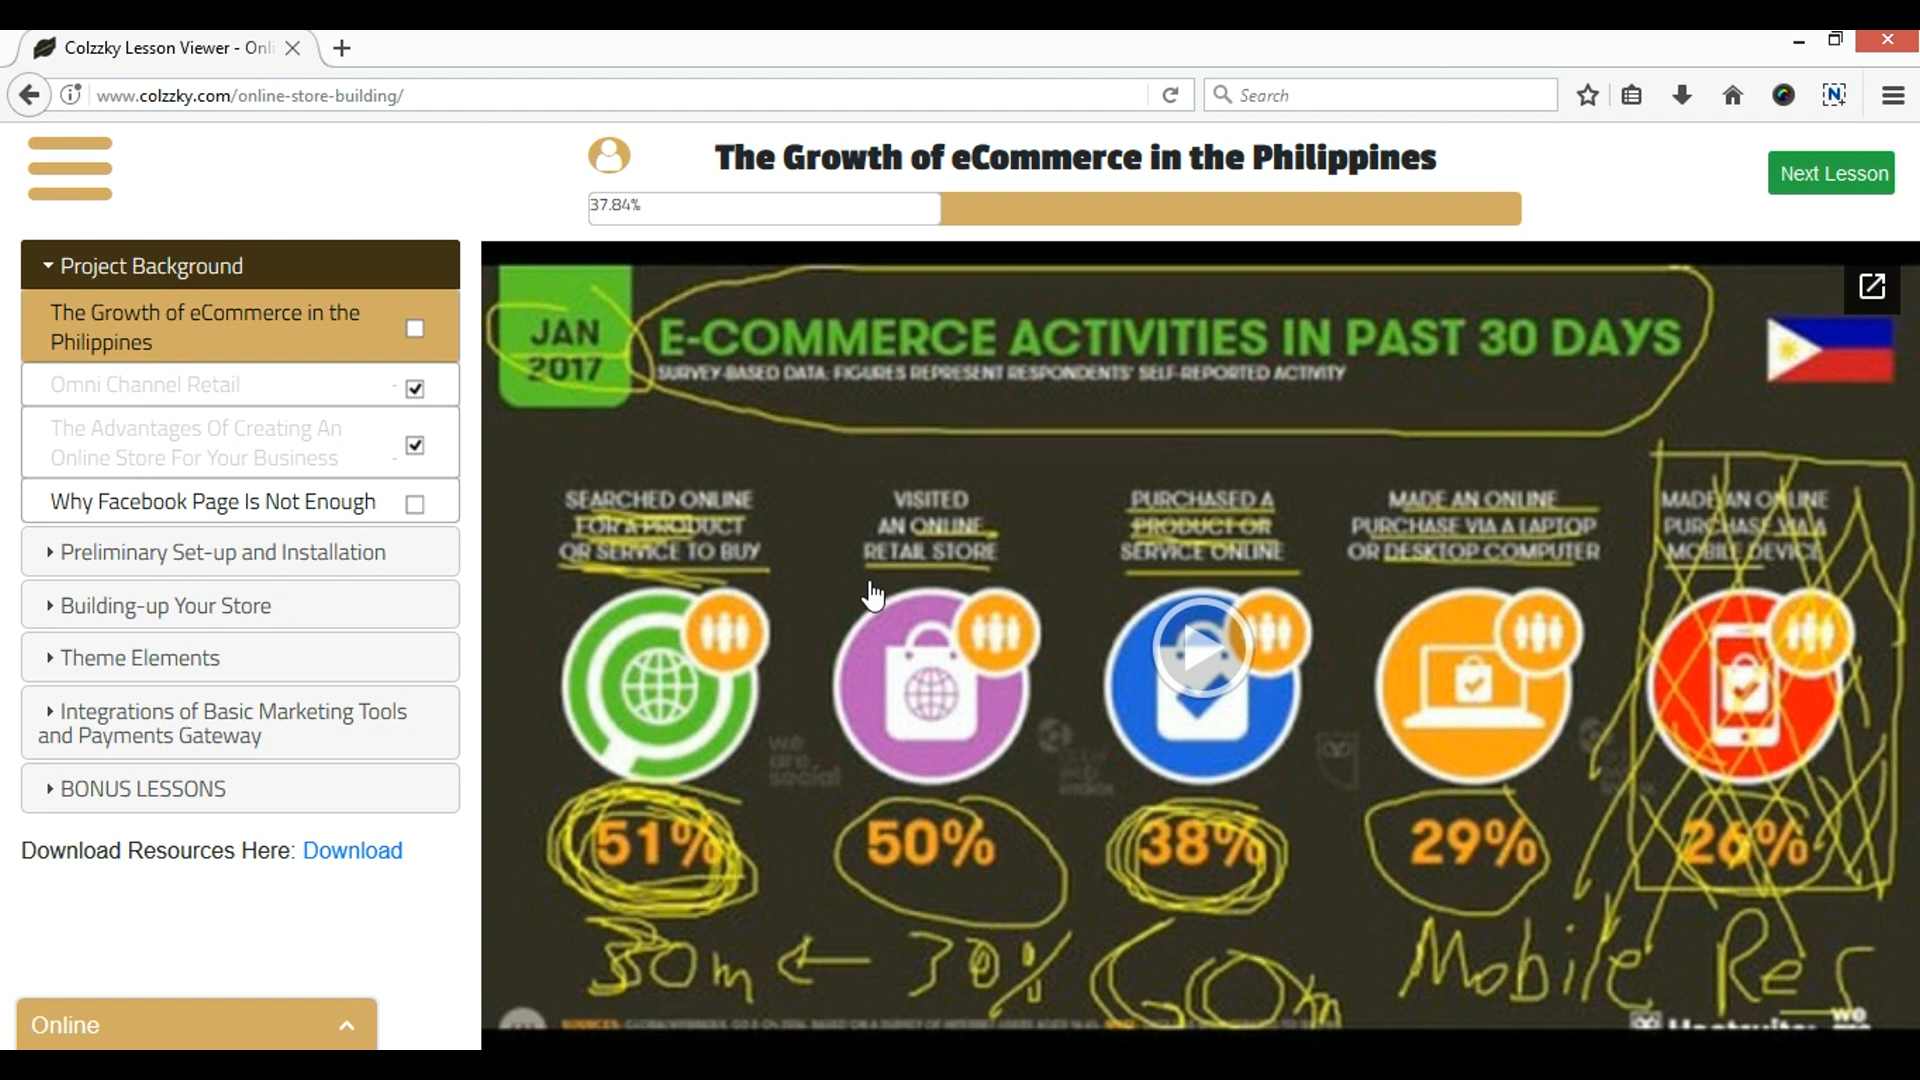 Colzzky Lesson Viewer - Onli
www.colzzky.com/online-store-building/
Search
The Growth of eCommerce in the Philippines
Next Lesson
37.84%
Project Background
The Growth of eCommerce in the
Philippines
Omni Channel Retail -
The Advantages Of Creating An
Online Store For Your Business -
Why Facebook Page Is Not Enough
Preliminary Set-up and Installation
Building-up Your Store
Theme Elements
Integrations of Basic Marketing Tools
and Payments Gateway
BONUS LESSONS
Download Resources Here: Download
Online
JAN
2017
E-COMMERCE ACTIVITIES IN PAST 30 DAYS
SURVEY-BASED DATA: FIGURES REPRESENT RESPONDENTS' SELF-REPORTED ACTIVITY
SEARCHED ONLINE
FOR A PRODUCT
OR SERVICE TO BUY
VISITED
AN ONLINE
RETAIL STORE
PURCHASED A
PRODUCT OR
SERVICE ONLINE
MADE AN ONLINE
PURCHASE VIA A LAPTOP
OR DESKTOP COMPUTER
MADE AN ONLINE
PURCHASE VIA A
MOBILE DEVICE
we
are
social
51%
50%
38%
29%
26%
30m ← 30% 60m Mobile Res
we